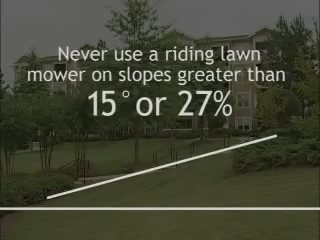 Never use a riding lawn
mower on slopes greater than
15° or 27%